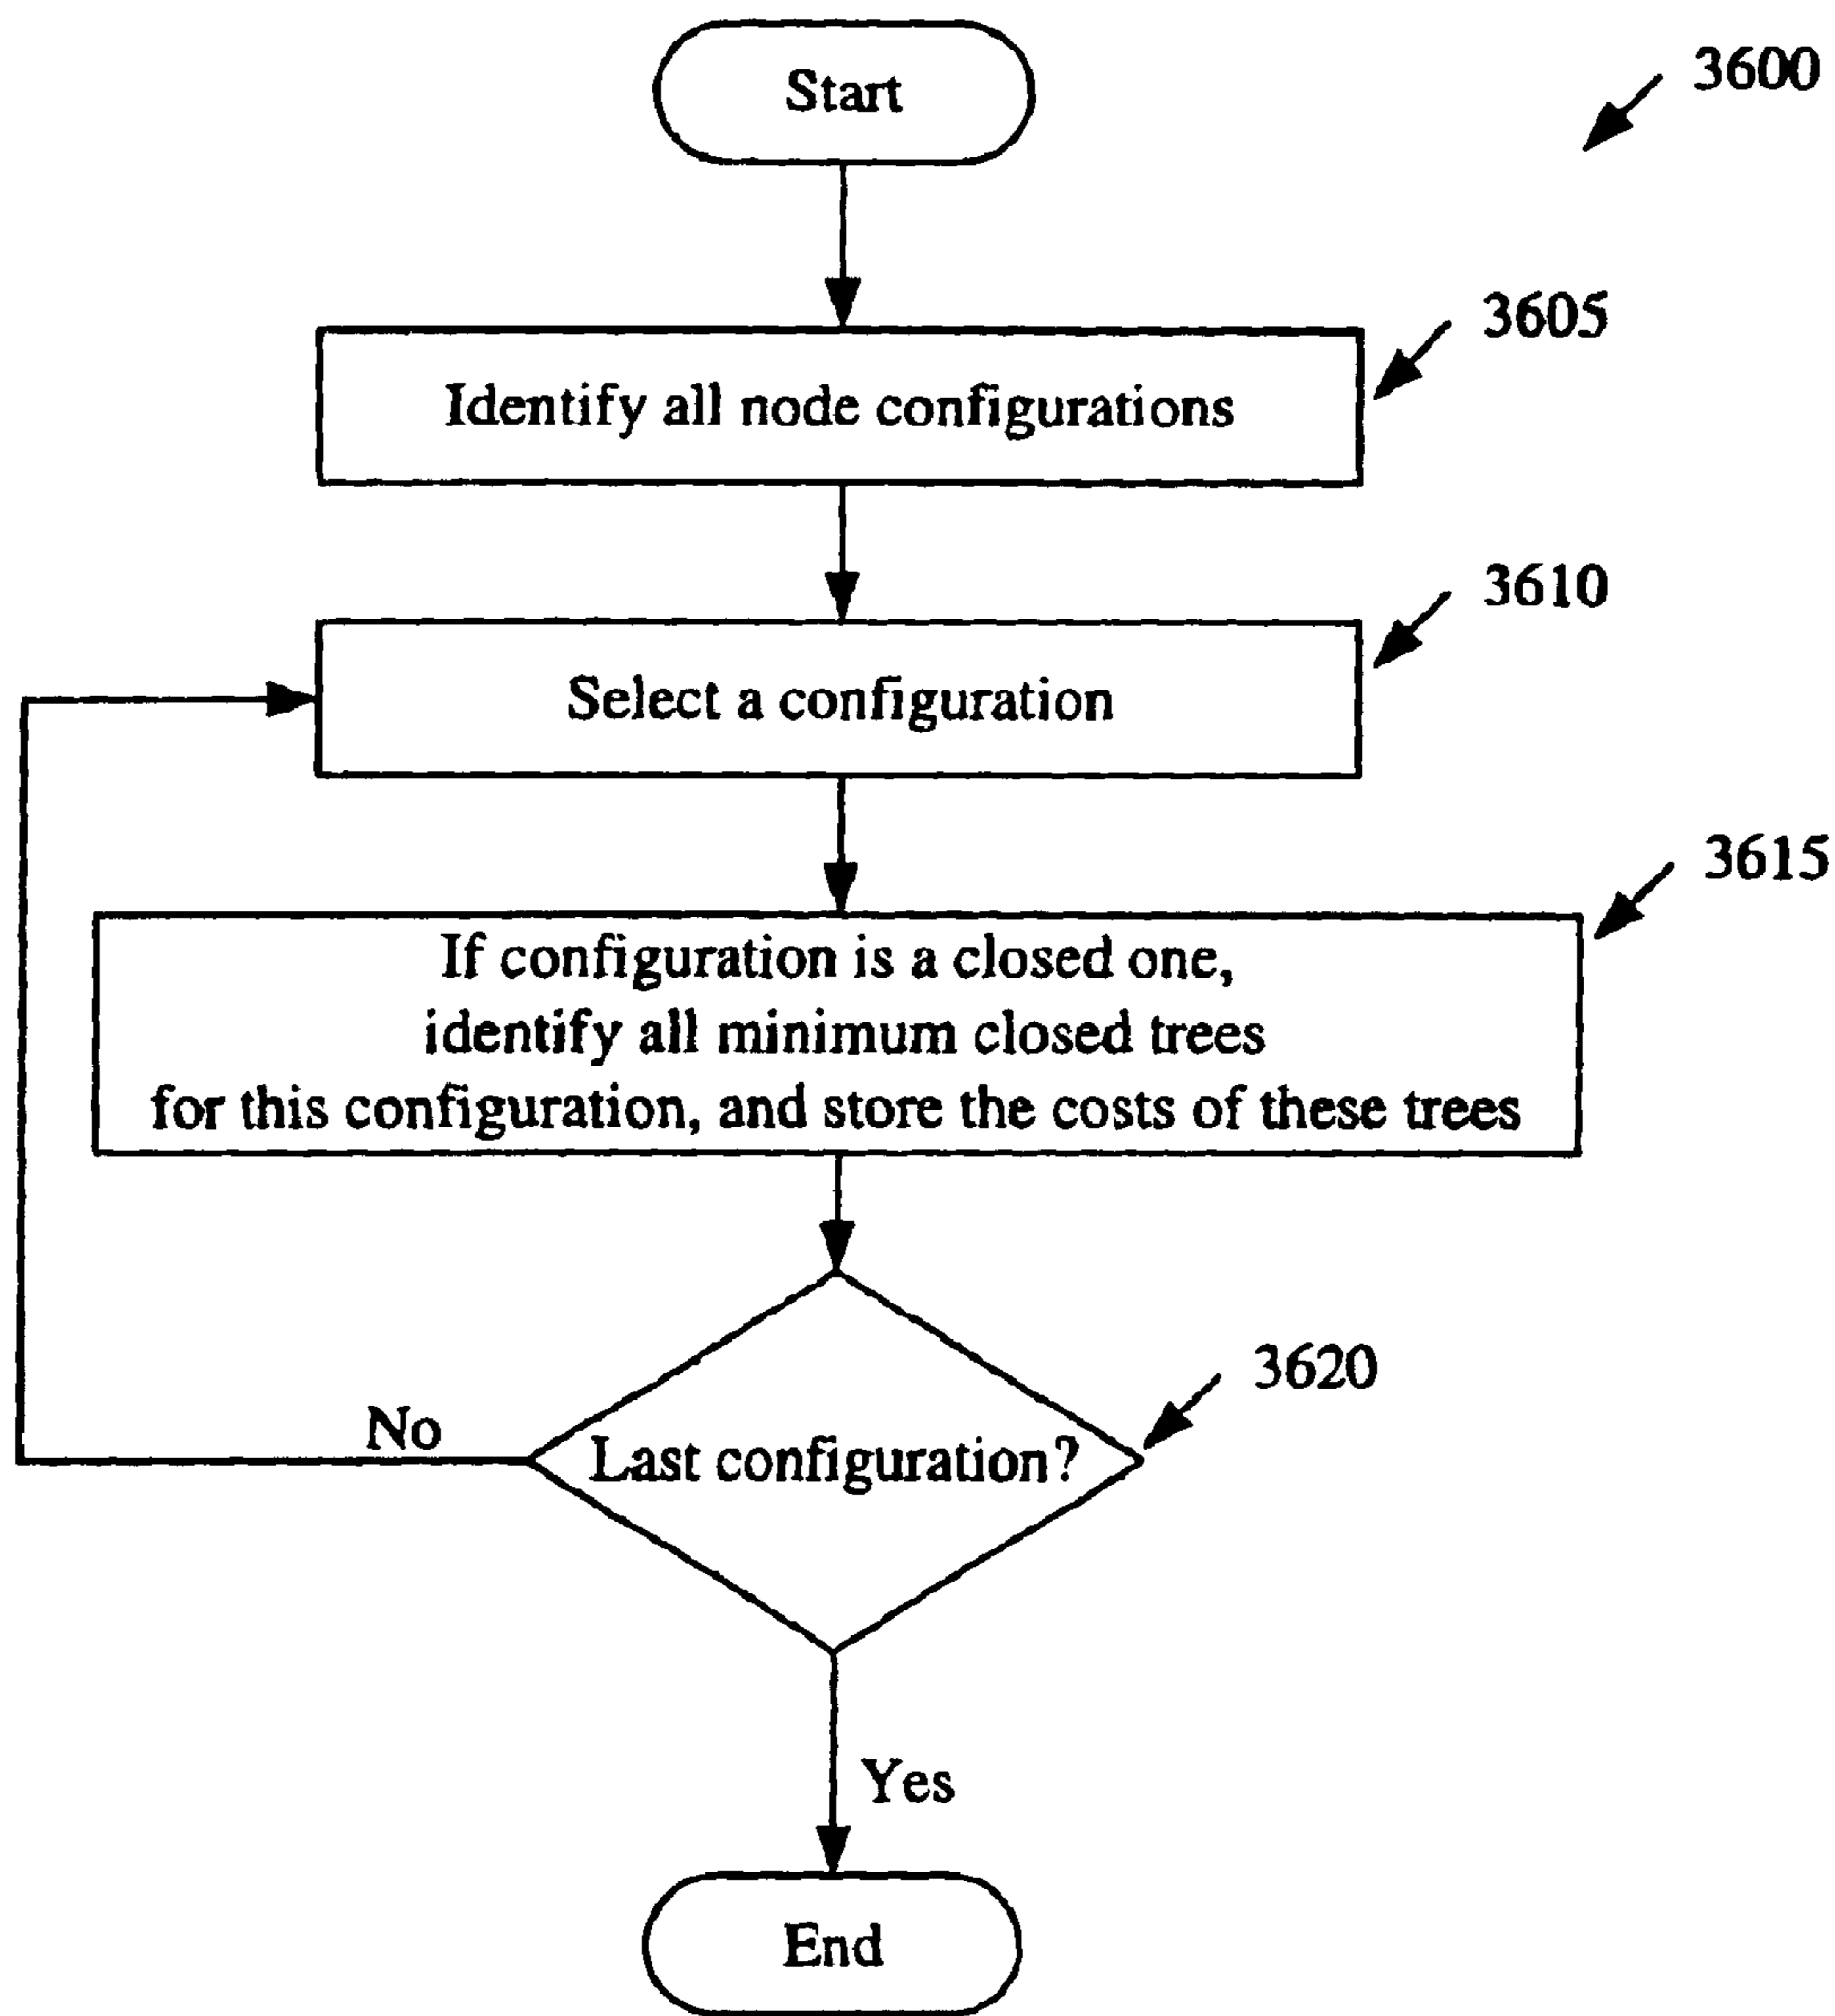 Start
3600
3605
Identify all node configurations
3610
Select a configuration
3615
If configuration is a closed one,
identify all minimum closed trees
for this configuration, and store the costs of these trees
3620
No
Last configuration?
Yes
End